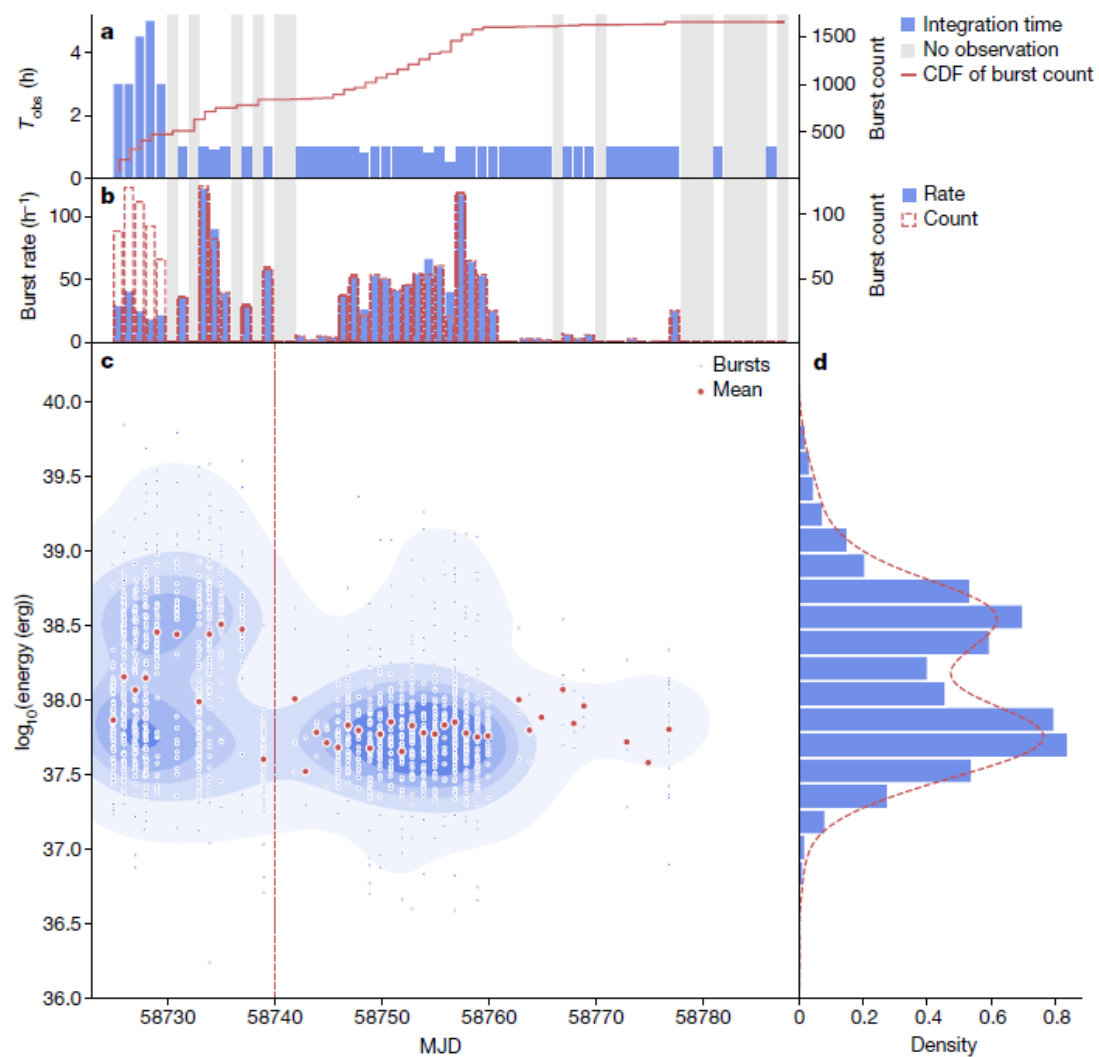 a
4
2
0
T_obs (h)
1500
1000
500
Burst count
Integration time
No observation
CDF of burst count
b
100
50
0
Burst rate (h⁻¹)
100
50
Burst count
Rate
Count
c
Bursts
Mean
d
40.0
39.5
39.0
38.5
38.0
37.5
37.0
36.5
36.0
log₁₀(energy (erg))
58730 58740 58750 58760 58770 58780
MJD
0 0.2 0.4 0.6 0.8
Density